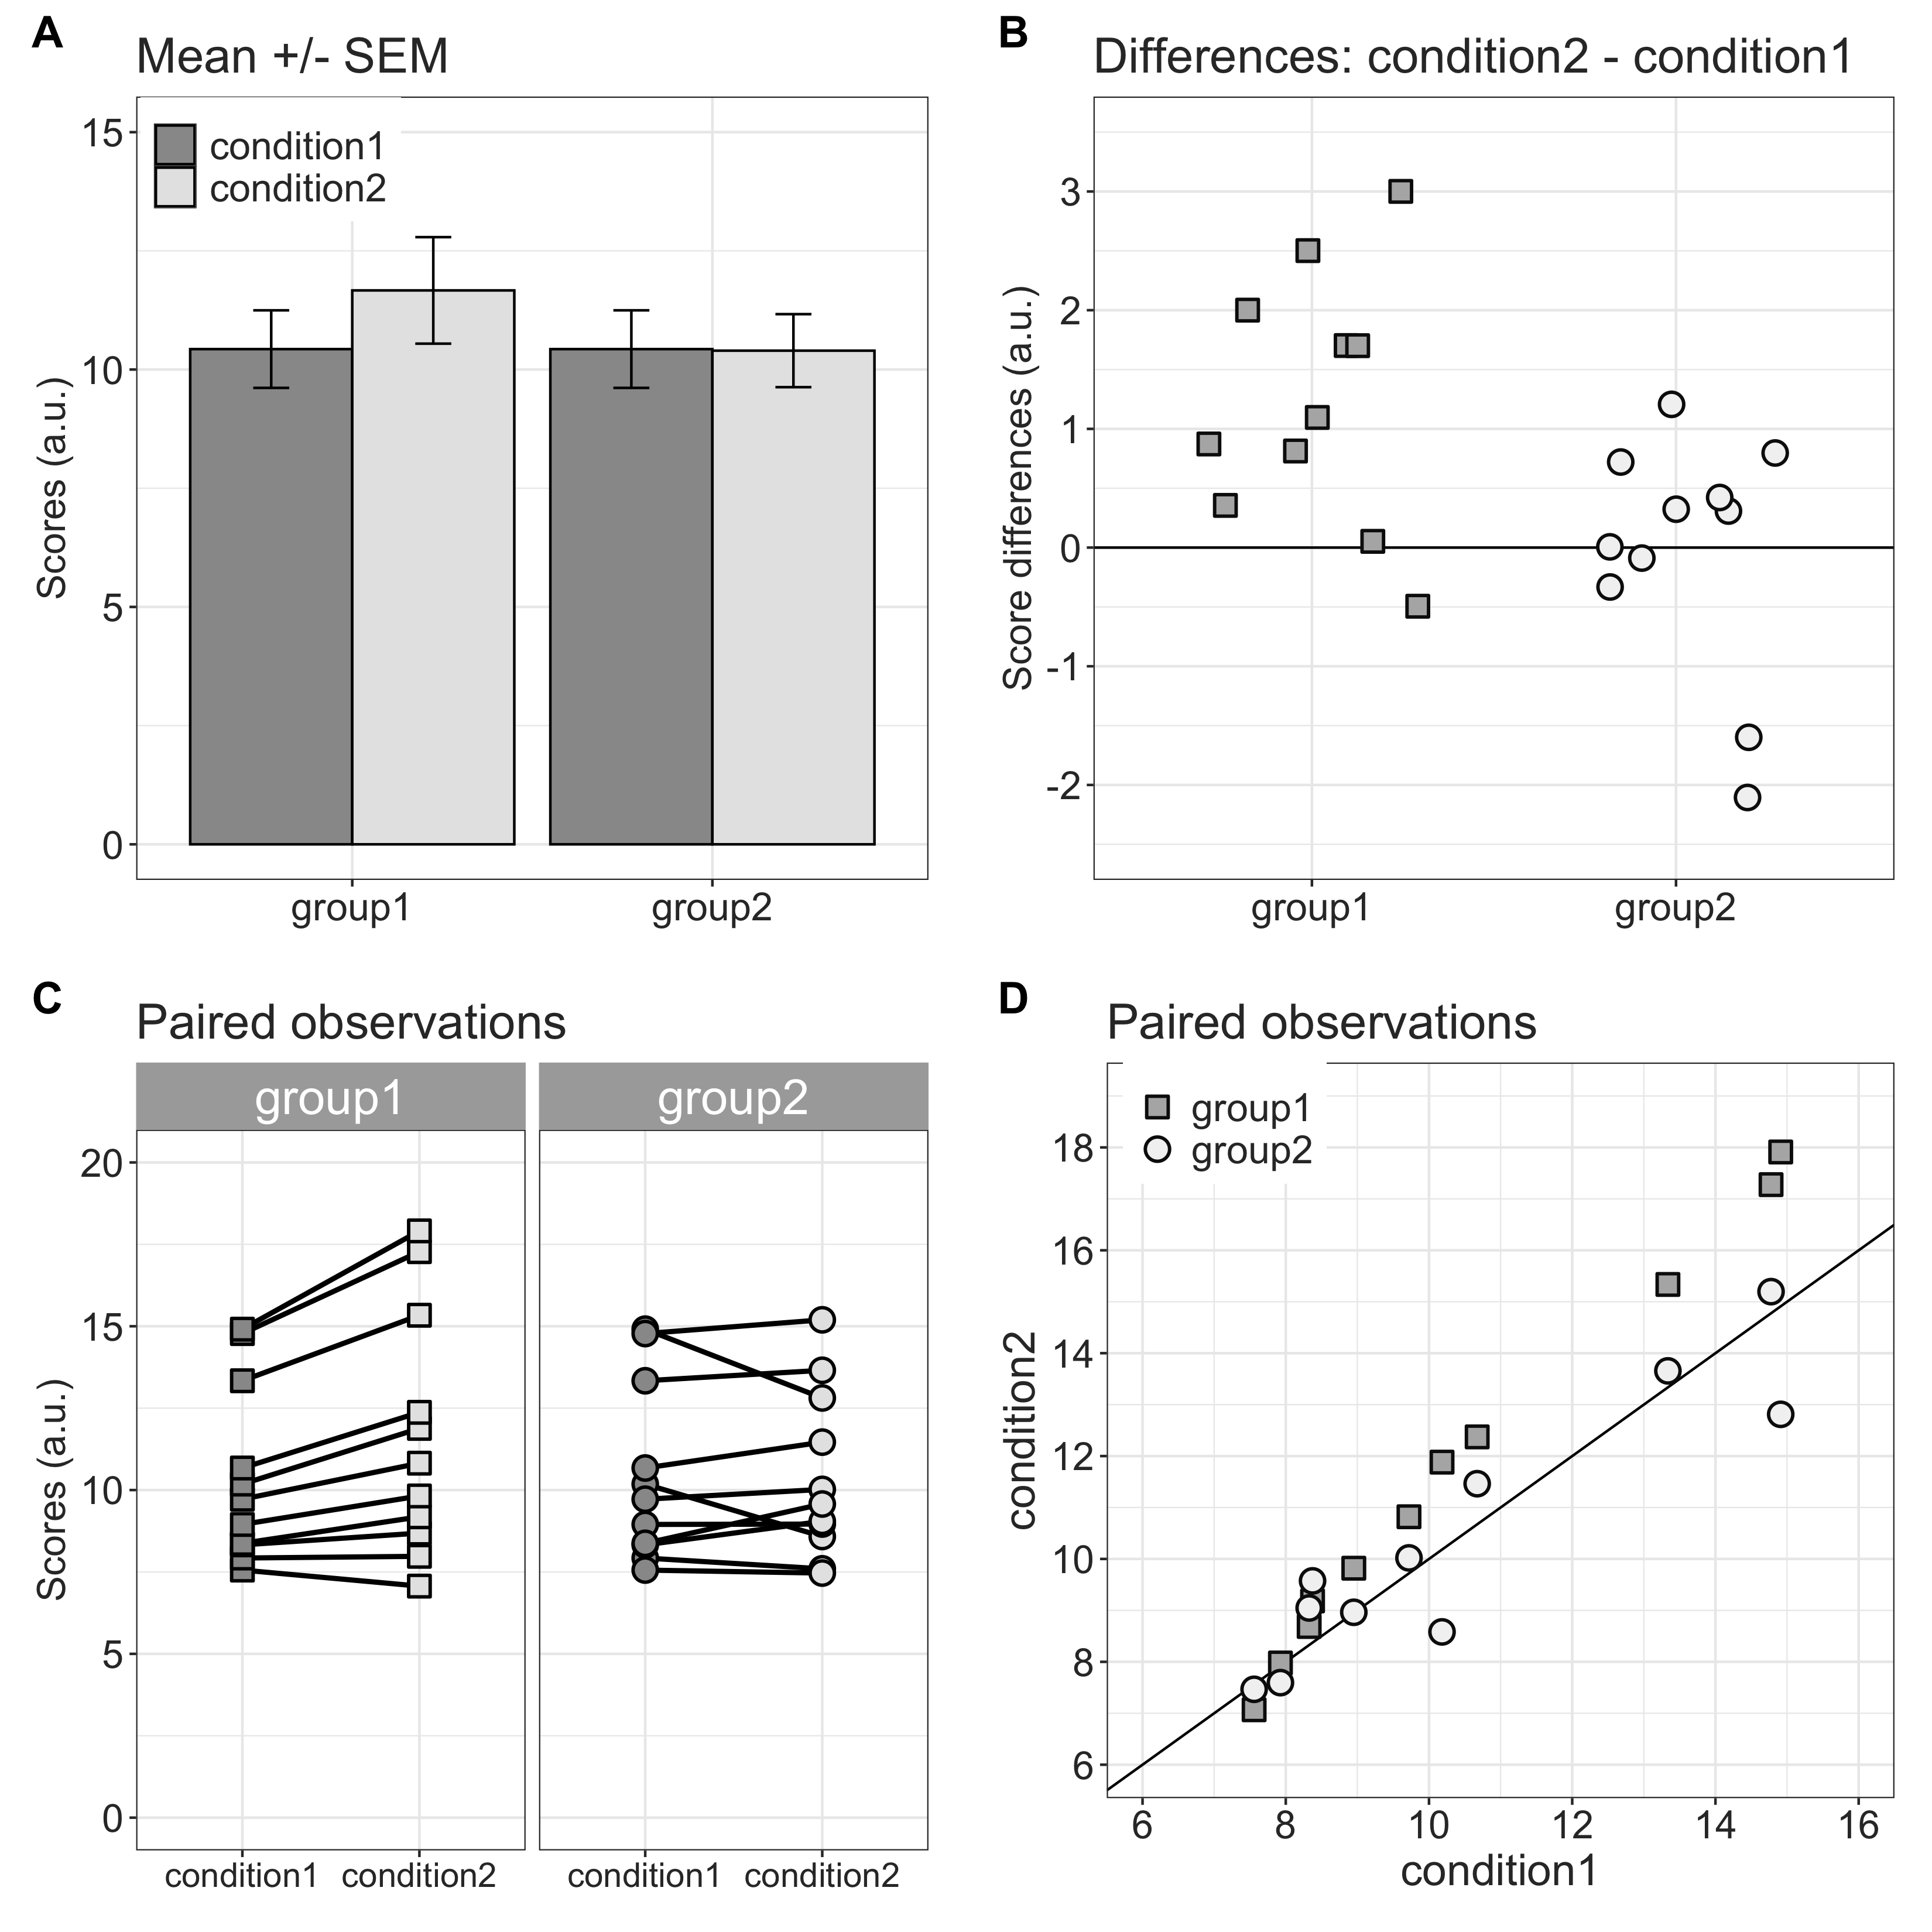 A
Mean +/- SEM
15
10
5
0
Scores (a.u.)
condition1
condition2
group1 group2
B
Differences: condition2 - condition1
3
2
1
0
-1
-2
Score differences (a.u.)
group1 group2
C
Paired observations
group1 group2
20
15
10
5
0
Scores (a.u.)
condition1 condition2 condition1 condition2
D
Paired observations
group1
group2
18
16
14
12
10
8
6
condition2
6 8 10 12 14 16
condition1